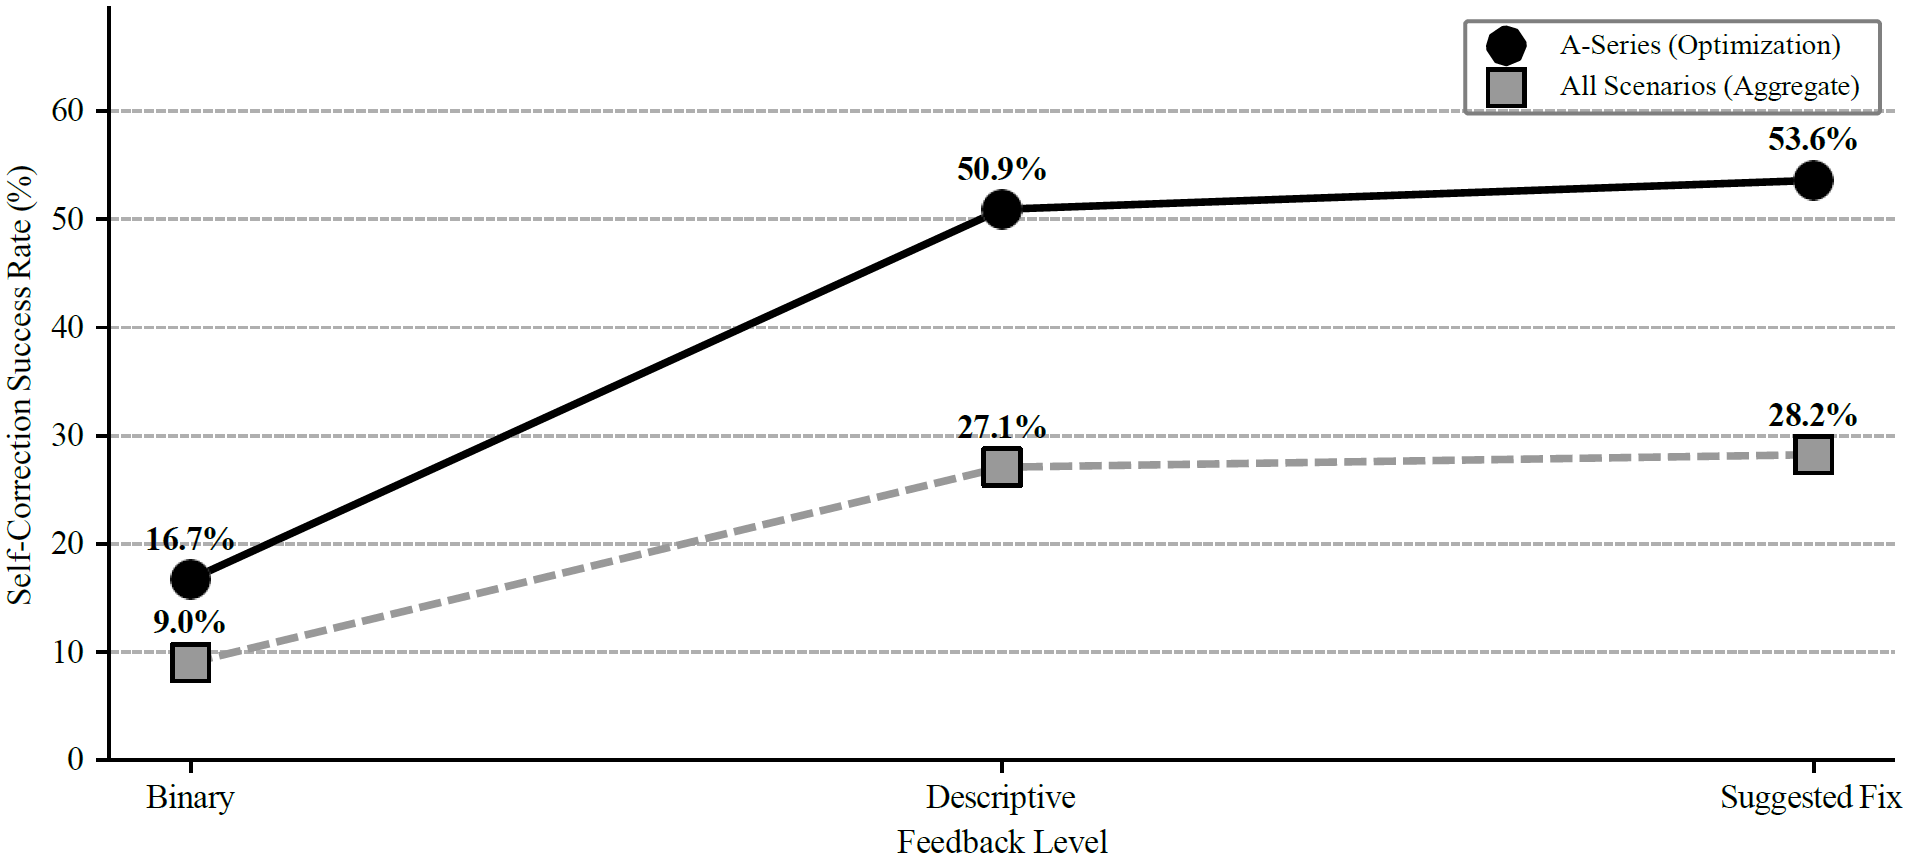 A-Series (Optimization)
All Scenarios (Aggregate)
Self-Correction Success Rate (%)
60
50
40
30
20
10
0
16.7%
50.9%
53.6%
9.0%
27.1%
28.2%
Binary
Descriptive
Suggested Fix
Feedback Level